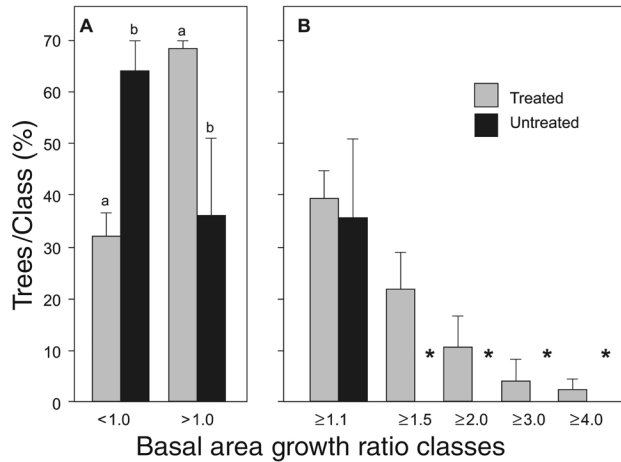 A
B
a
b
a
b
70
60
50
40
30
20
10
0
Trees/Class (%)
Treated
Untreated
* * * *
<1.0 >1.0 ≥1.1 ≥1.5 ≥2.0 ≥3.0 ≥4.0
Basal area growth ratio classes